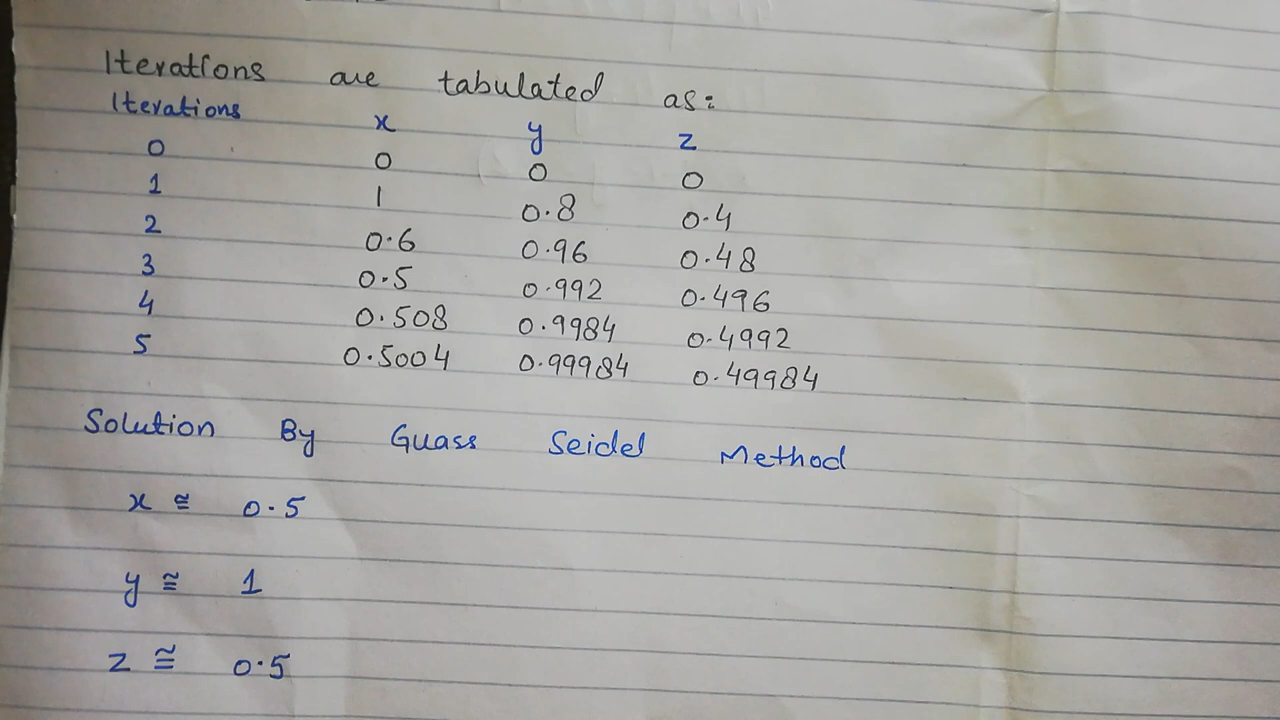 Iterations are tabulated as:
Iterations x y z
0 0 0 0
1 1 0.8 0.4
2 0.6 0.96 0.48
3 0.5 0.992 0.496
4 0.508 0.9984 0.4992
5 0.5004 0.99984 0.49984
Solution By Guass Seidel Method
x ≅ 0.5
y ≅ 1
z ≅ 0.5